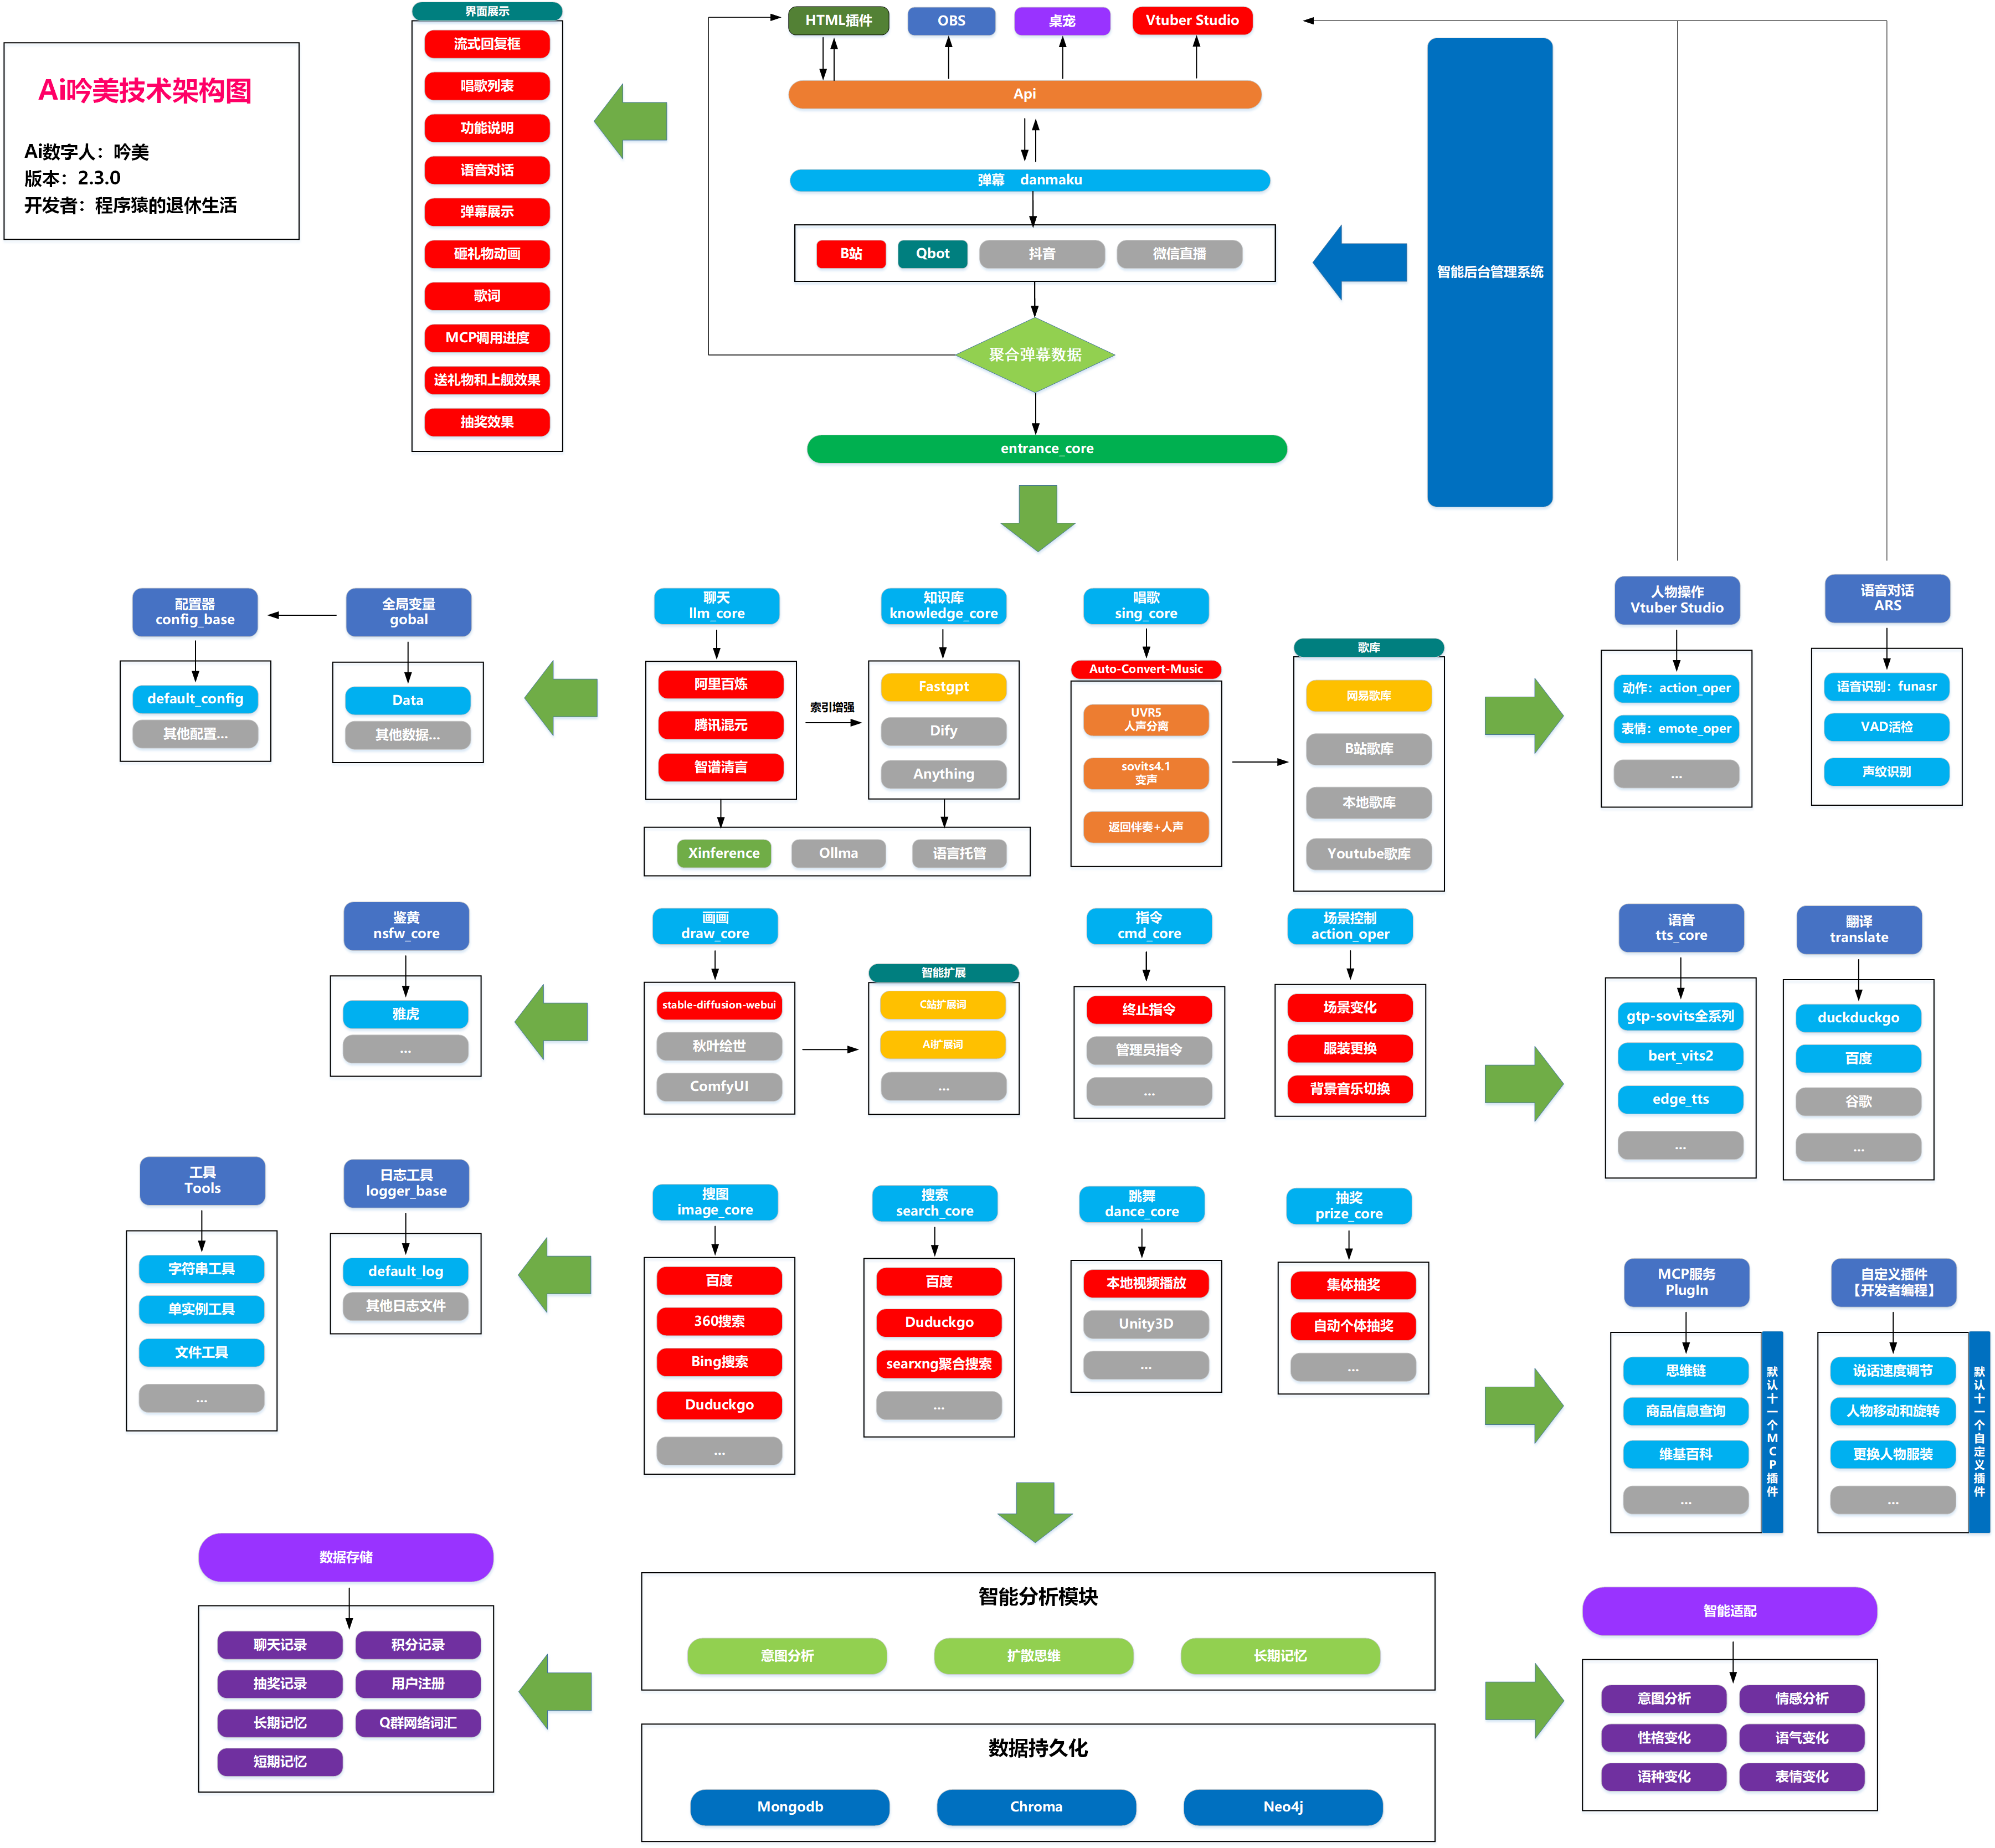 Ai吟美技术架构图
Ai数字人：吟美
版本：2.3.0
开发者：程序猿的退休生活
界面展示
流式回复框
唱歌列表
功能说明
语音对话
弹幕展示
砸礼物动画
歌词
MCP调用进度
送礼物和上舰效果
抽奖效果
HTML插件
OBS
桌宠
Vtuber Studio
Api
弹幕 danmaku
B站
Qbot
抖音
微信直播
聚合弹幕数据
entrance_core
智能后台管理系统
配置器
config_base
default_config
其他配置...
全局变量
gobal
Data
其他数据...
聊天
llm_core
阿里百炼
腾讯混元
智谱清言
索引增强
知识库
knowledge_core
Fastgpt
Dify
Anything
Xinference
Ollma
语言托管
唱歌
sing_core
Auto-Convert-Music
UVR5
人声分离
sovits4.1
变声
返回伴奏+人声
歌库
网易歌库
B站歌库
本地歌库
Youtube歌库
人物操作
Vtuber Studio
动作：action_oper
表情：emote_oper
...
语音对话
ARS
语音识别：funasr
VAD活检
声纹识别
鉴黄
nsfw_core
雅虎
...
画画
draw_core
stable-diffusion-webui
秋叶绘世
ComfyUI
智能扩展
C站扩展词
Ai扩展词
...
指令
cmd_core
终止指令
管理员指令
...
场景控制
action_oper
场景变化
服装更换
背景音乐切换
语音
tts_core
gtp-sovits全系列
bert_vits2
edge_tts
...
翻译
translate
duckduckgo
百度
谷歌
...
工具
Tools
字符串工具
单实例工具
文件工具
...
日志工具
logger_base
default_log
其他日志文件
搜图
image_core
百度
360搜索
Bing搜索
Duduckgo
...
搜索
search_core
百度
Duduckgo
searxng聚合搜索
...
跳舞
dance_core
本地视频播放
Unity3D
...
抽奖
prize_core
集体抽奖
自动个体抽奖
...
MCP服务
PlugIn
思维链
商品信息查询
维基百科
...
默认十一个MCP插件
自定义插件
【开发者编程】
说话速度调节
人物移动和旋转
更换人物服装
...
默认十一个自定义插件
数据存储
聊天记录
积分记录
抽奖记录
用户注册
长期记忆
Q群网络词汇
短期记忆
智能分析模块
意图分析
扩散思维
长期记忆
数据持久化
Mongodb
Chroma
Neo4j
智能适配
意图分析
情感分析
性格变化
语气变化
语种变化
表情变化